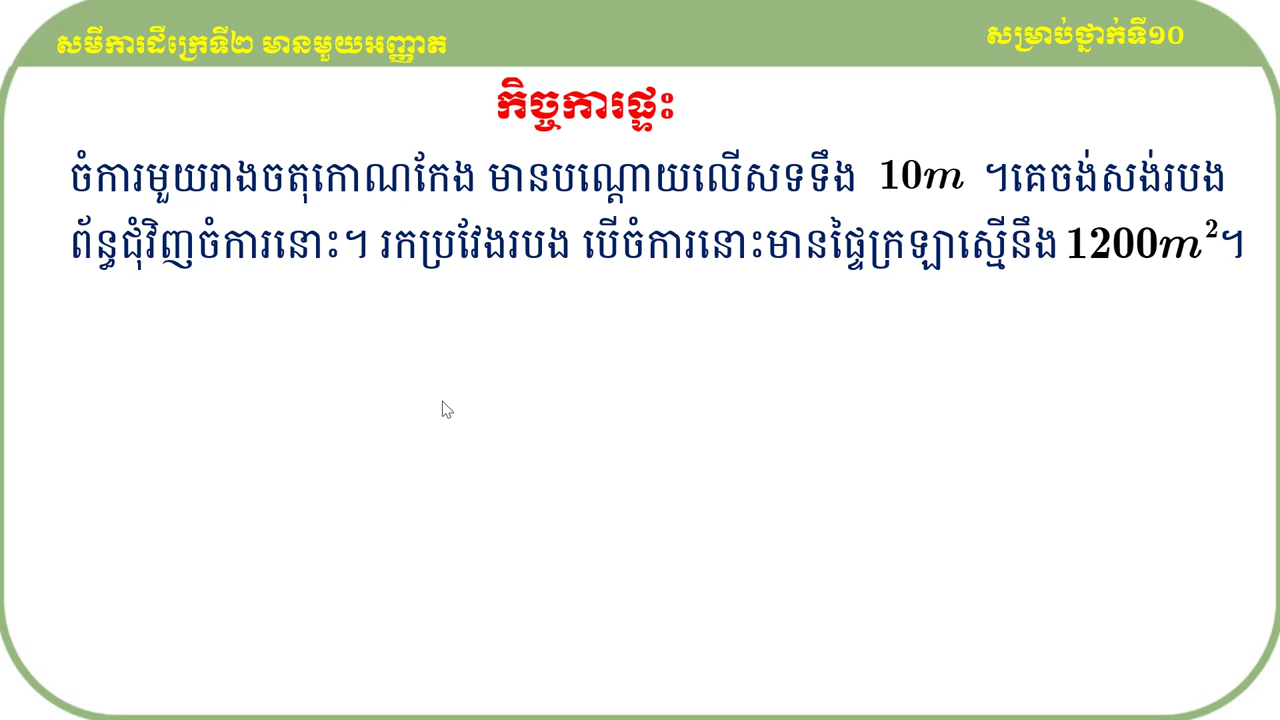 សមីការដឺក្រេទី២ មានមួយអញ្ញាត
សម្រាប់ថ្នាក់ទី១០
កិច្ចការផ្ទះ
ចំការមួយរាងចតុកោណកែង មានបណ្តោយលើសទទឹង 10m ។គេចង់សង់របង
ព័ន្ធជុំវិញចំការនោះ។ រកប្រវែងរបង បើចំការនោះមានផ្ទៃក្រឡាស្មើនឹង 1200m²។